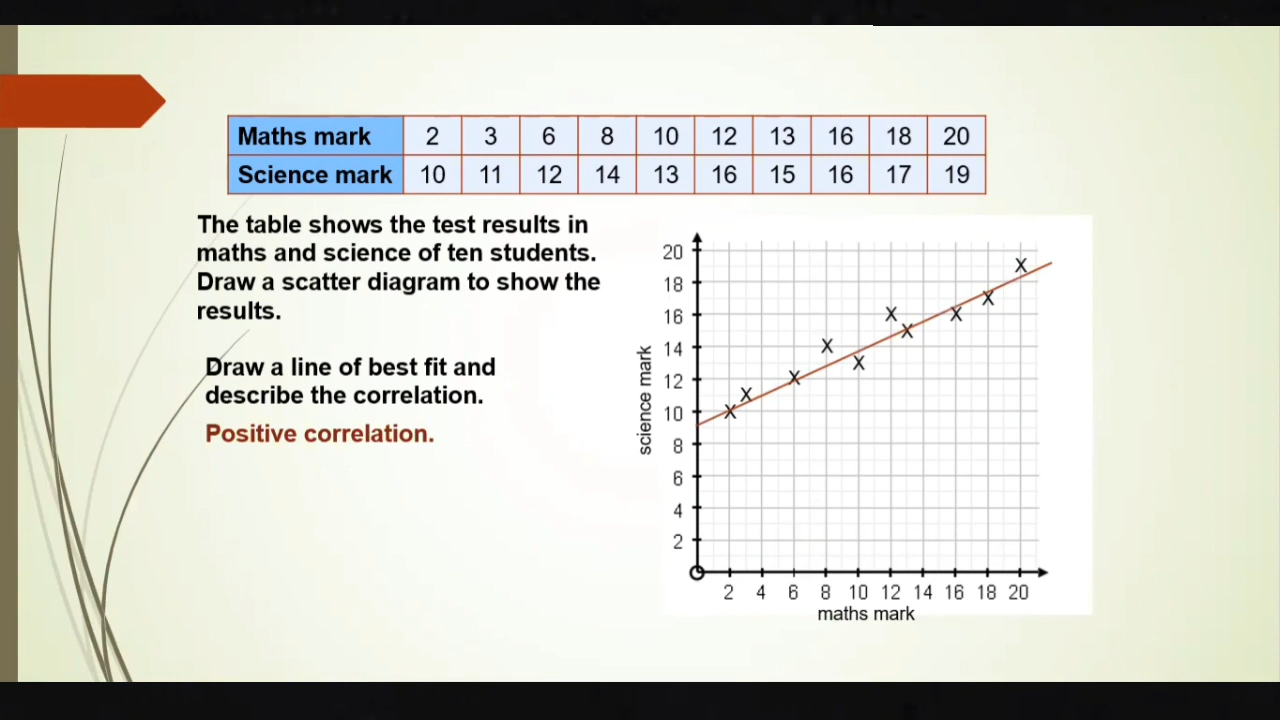 Maths mark 2 3 6 8 10 12 13 16 18 20
Science mark 10 11 12 14 13 16 15 16 17 19
The table shows the test results in
maths and science of ten students.
Draw a scatter diagram to show the
results.
Draw a line of best fit and
describe the correlation.
Positive correlation.
science mark
20
18
16
14
12
10
8
6
4
2
2 4 6 8 10 12 14 16 18 20
maths mark